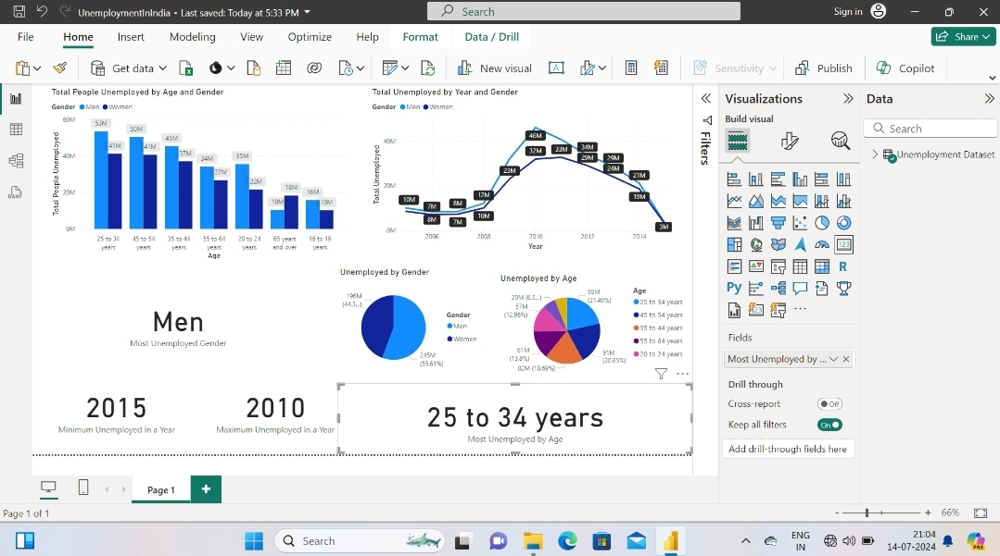 UnemploymentInIndia • Last saved: Today at 5:33 PM
Search
Sign in
File Home Insert Modeling View Optimize Help Format Data / Drill
Share
Get data
New visual
Sensitivity
Publish
Copilot
Total People Unemployed by Age and Gender
Gender Men Women
Total People Unemployed
60M
40M
20M
0M
53M 41M 50M 41M 45M 37M 34M 27M 35M 22M 10M 18M 16M 10M
25 to 34 years
45 to 54 years
35 to 44 years
55 to 64 years
20 to 24 years
65 years and over
16 to 19 years
Age
Total Unemployed by Year and Gender
Gender Men Women
Total Unemployed
40M
20M
0M
10M 7M 8M 8M 7M 12M 10M 23M 46M 32M 33M 34M 29M 29M 24M 21M 19M 3M
2006 2008 2010 2012 2014
Year
Men
Most Unemployed Gender
Unemployed by Gender
196M
(44.3...)
245M
(55.61%)
Gender
Men
Women
Unemployed by Age
29M (6.5...)
57M
(12.96%)
61M
(13.8%)
82M (18.69%)
95M
(21.49%)
91M
(20.65%)
Age
25 to 34 years
45 to 54 years
35 to 44 years
55 to 64 years
20 to 24 years
2015
Minimum Unemployed in a Year
2010
Maximum Unemployed in a Year
25 to 34 years
Most Unemployed by Age
Filters
Visualizations
Build visual
123
R
Py
123
Fields
Most Unemployed by ...
Drill through
Cross-report
Off
Keep all filters
On
Add drill-through fields here
Data
Search
Unemployment Dataset
Page 1
Page 1 of 1
66%
Search
ENG
IN
21:04
14-07-2024
PRE